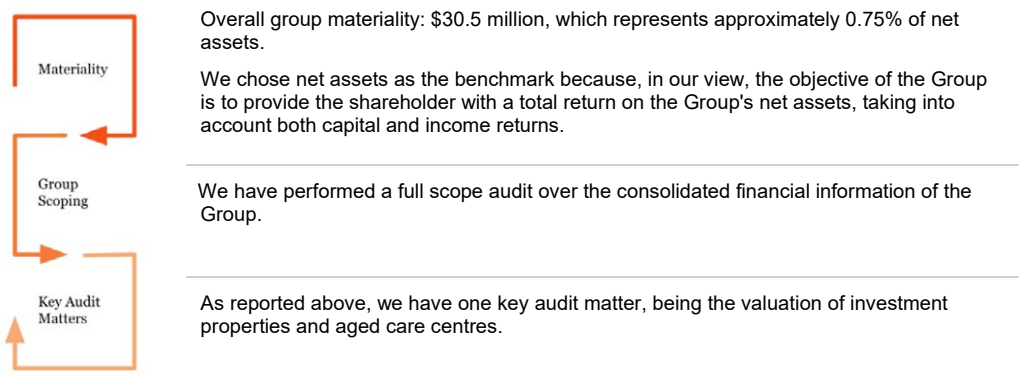 Materiality
Overall group materiality: $30.5 million, which represents approximately 0.75% of net
assets.
We chose net assets as the benchmark because, in our view, the objective of the Group
is to provide the shareholder with a total return on the Group's net assets, taking into
account both capital and income returns.
Group
Scoping
We have performed a full scope audit over the consolidated financial information of the
Group.
Key Audit
Matters
As reported above, we have one key audit matter, being the valuation of investment
properties and aged care centres.